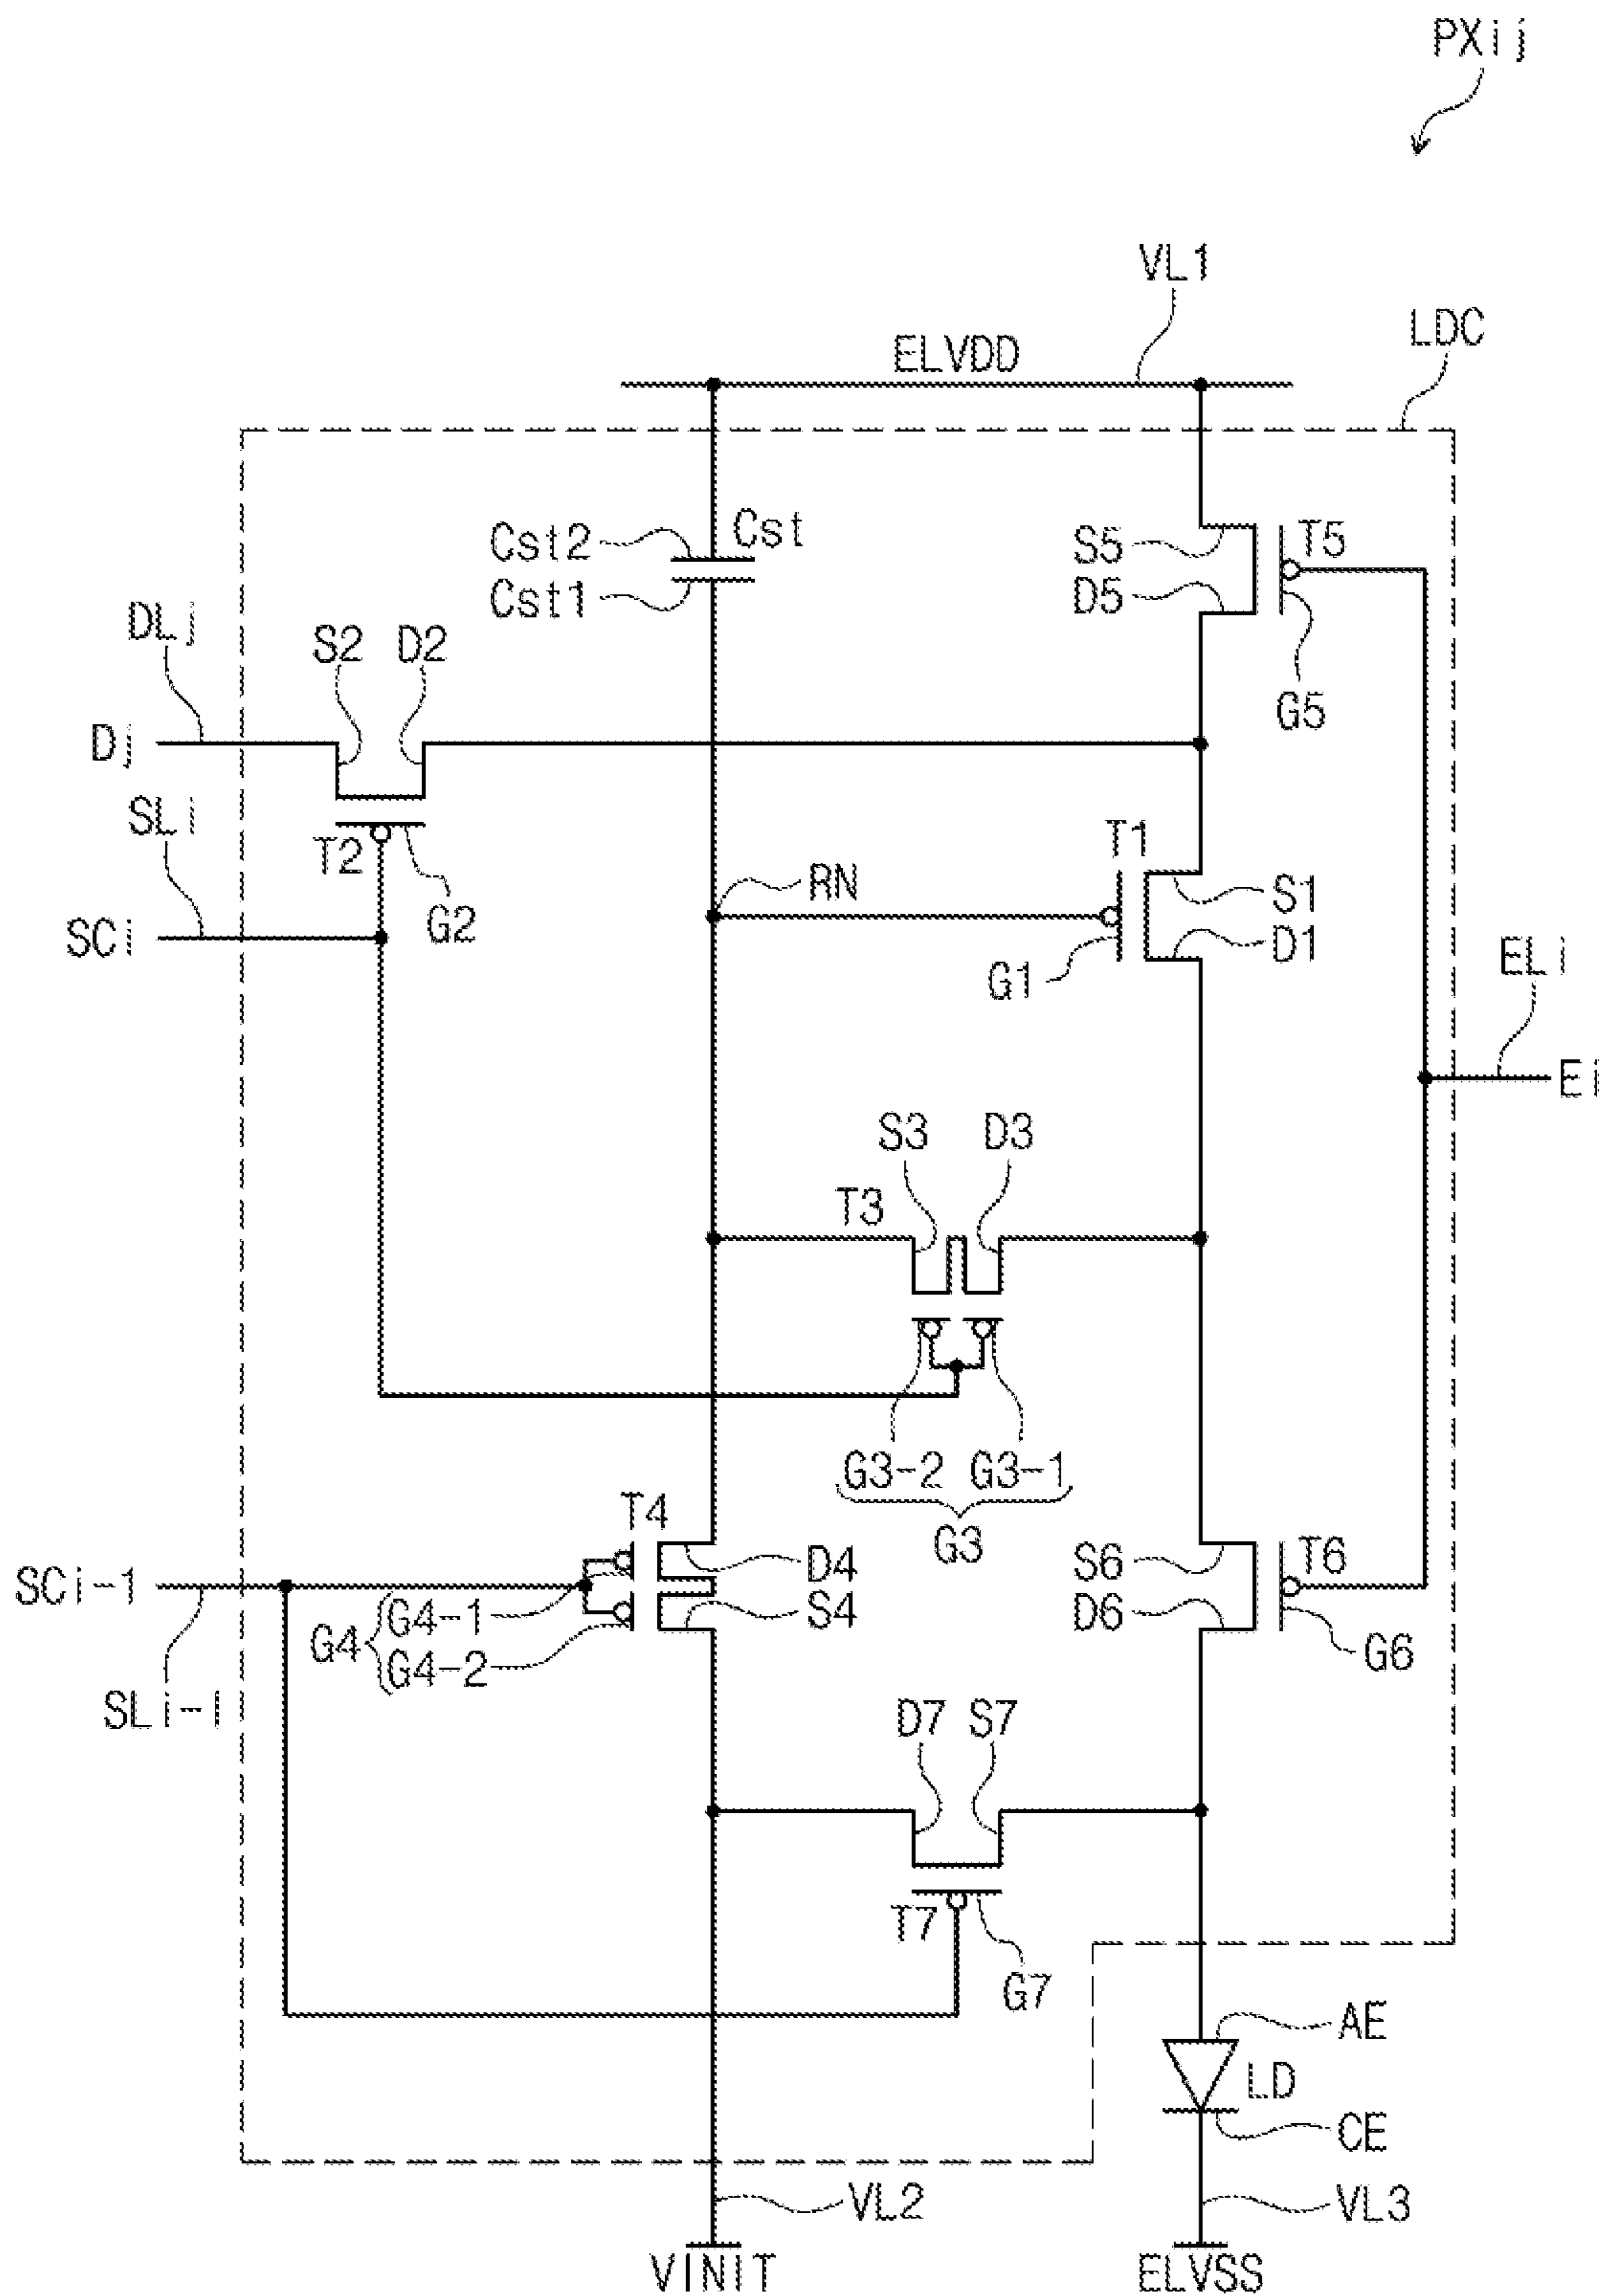 PXij
VL1
LDC
ELVDD
Cst2
Cst
Cst1
S5
T5
D5
G5
DLj
S2
D2
Dj
SLi
T2
G2
SCi
RN
T1
S1
D1
G1
ELi
Ei
S3
D3
T3
G3-2
G3-1
G3
T4
D4
S4
SCi-1
G4
G4-1
G4-2
SLi-i
S6
T6
D6
G6
D7
S7
T7
G7
AE
LD
CE
VL2
VL3
VINIT
ELVSS